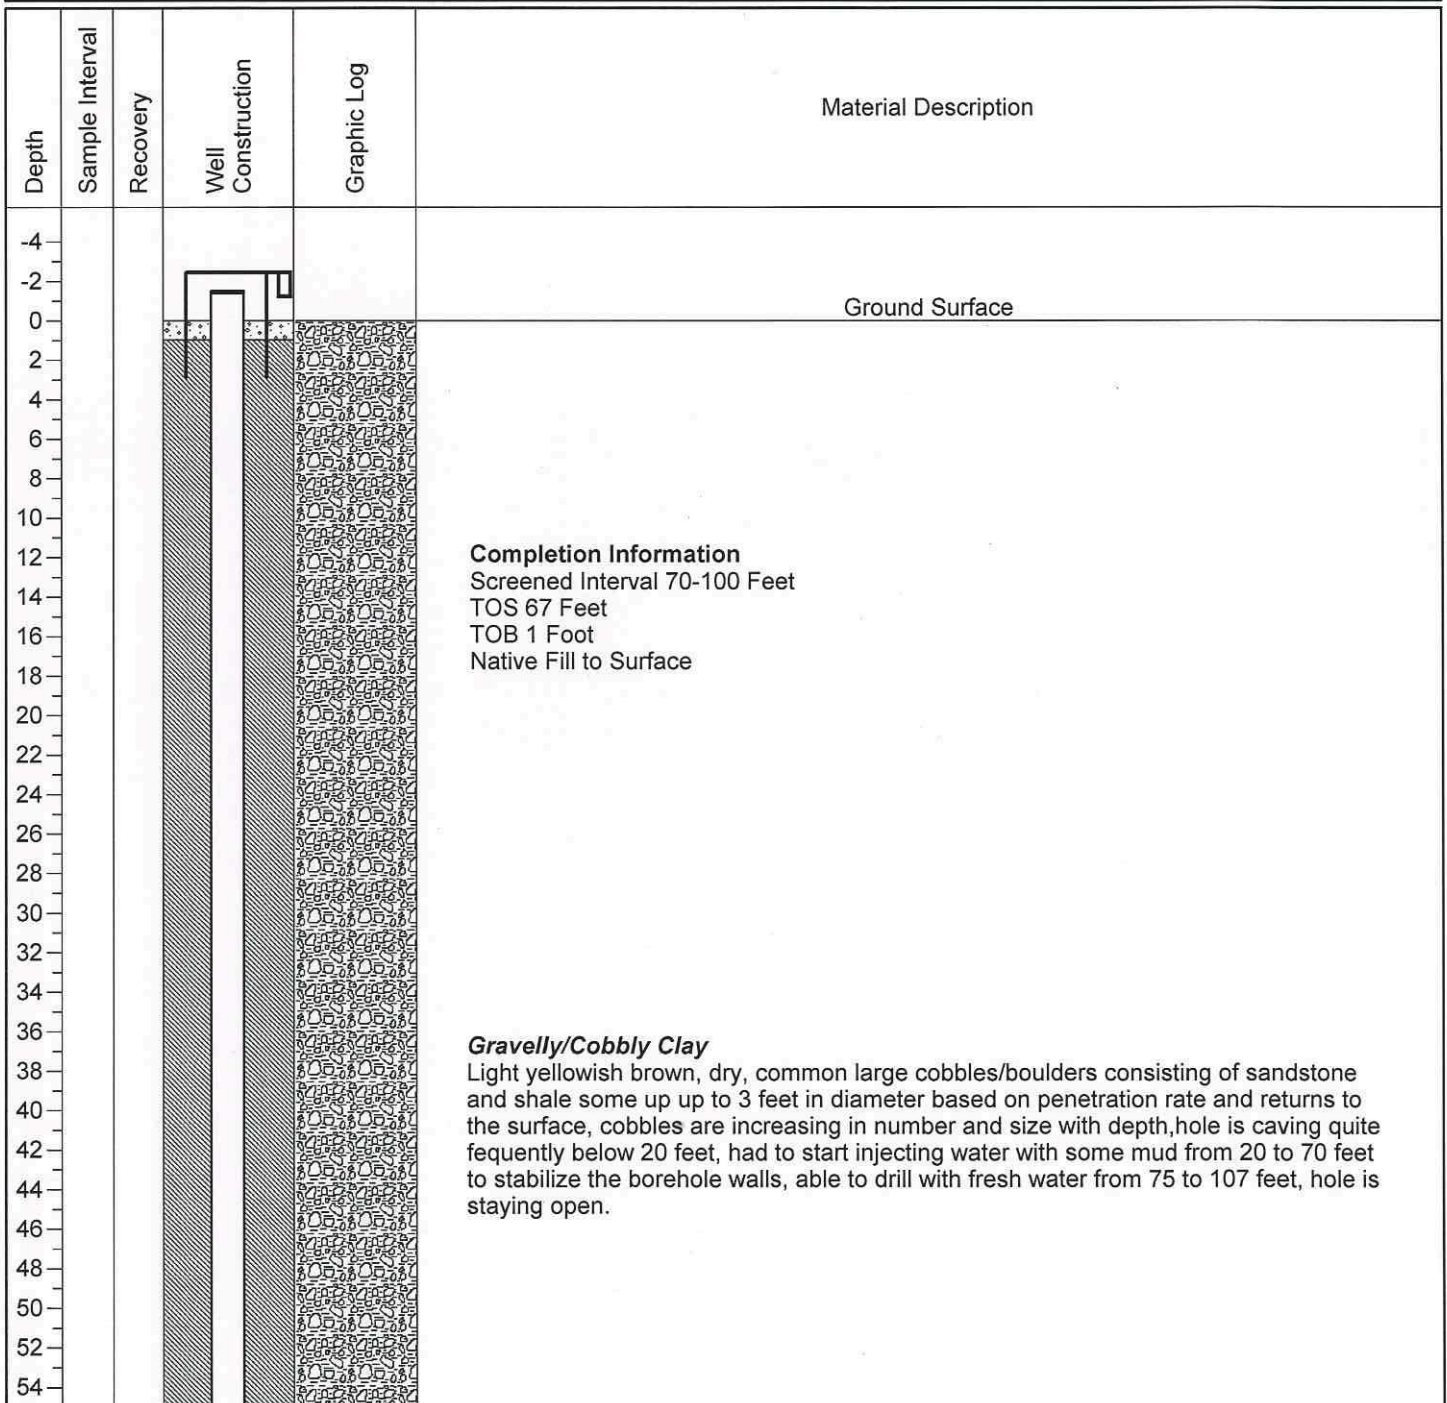 Depth
Sample Interval
Recovery
Well
Construction
Graphic Log
Material Description
-4
-2
Ground Surface
0
2
4
6
8
10
12
Completion Information
Screened Interval 70-100 Feet
14
TOS 67 Feet
16
TOB 1 Foot
Native Fill to Surface
18
20
22
24
26
28
30
32
34
36
Gravelly/Cobbly Clay
38
Light yellowish brown, dry, common large cobbles/boulders consisting of sandstone
and shale some up up to 3 feet in diameter based on penetration rate and returns to
40
the surface, cobbles are increasing in number and size with depth,hole is caving quite
42
fequently below 20 feet, had to start injecting water with some mud from 20 to 70 feet
to stabilize the borehole walls, able to drill with fresh water from 75 to 107 feet, hole is
44
staying open.
46
48
50
52
54